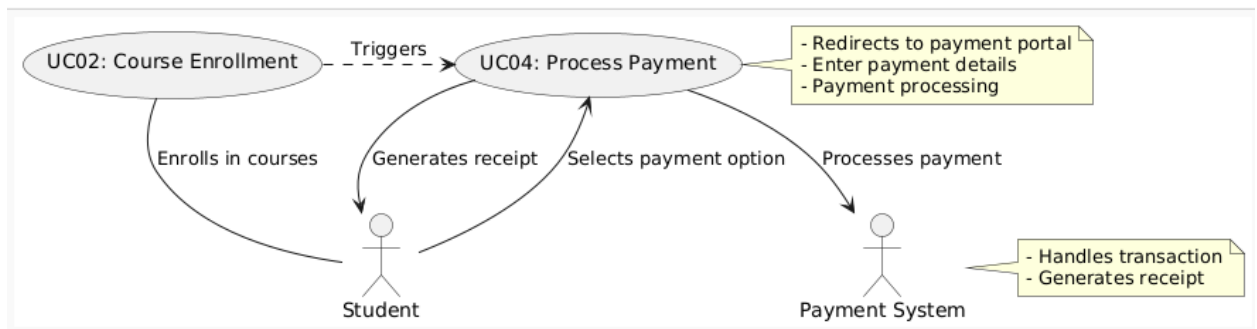 Triggers
UC02: Course Enrollment
UC04: Process Payment
- Redirects to payment portal
- Enter payment details
- Payment processing
Enrolls in courses
Generates receipt
Selects payment option
Processes payment
- Handles transaction
- Generates receipt
Student
Payment System